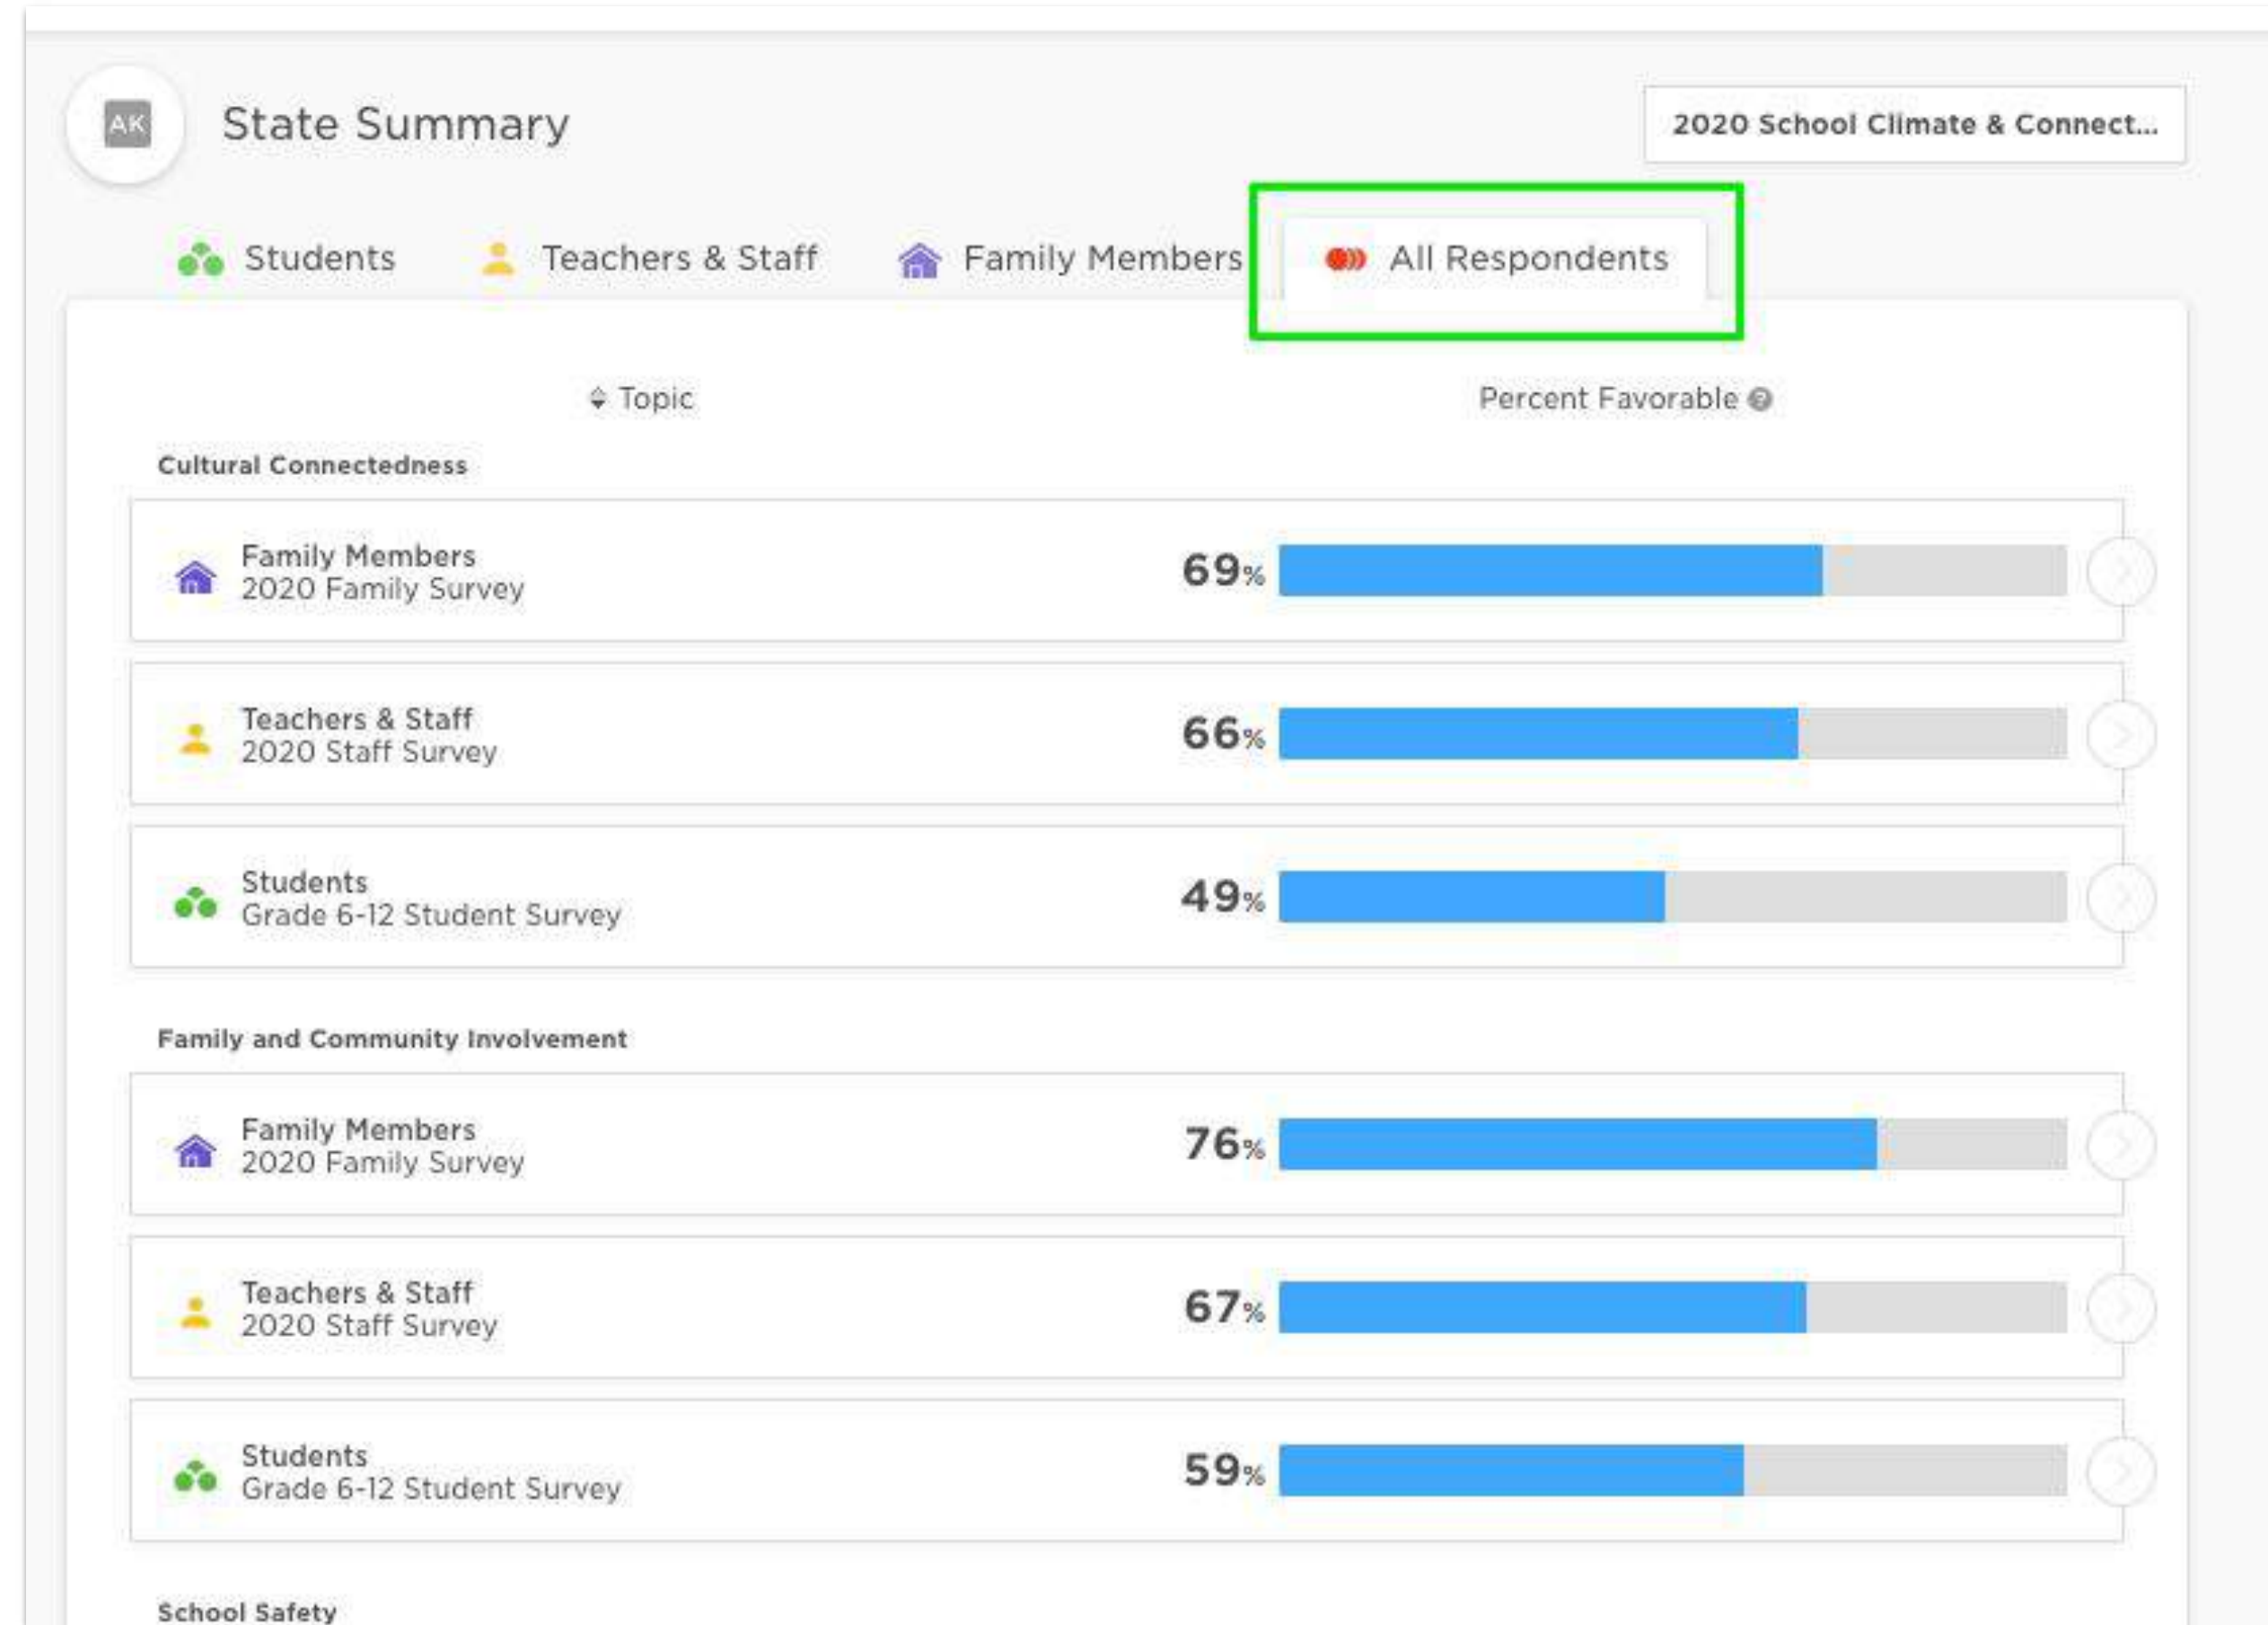 AK
State Summary
2020 School Climate & Connect...
Students
Teachers & Staff
Family Members
All Respondents
Topic
Percent Favorable
Cultural Connectedness
Family Members
2020 Family Survey
69%
Teachers & Staff
2020 Staff Survey
66%
Students
Grade 6-12 Student Survey
49%
Family and Community Involvement
Family Members
2020 Family Survey
76%
Teachers & Staff
2020 Staff Survey
67%
Students
Grade 6-12 Student Survey
59%
School Safety